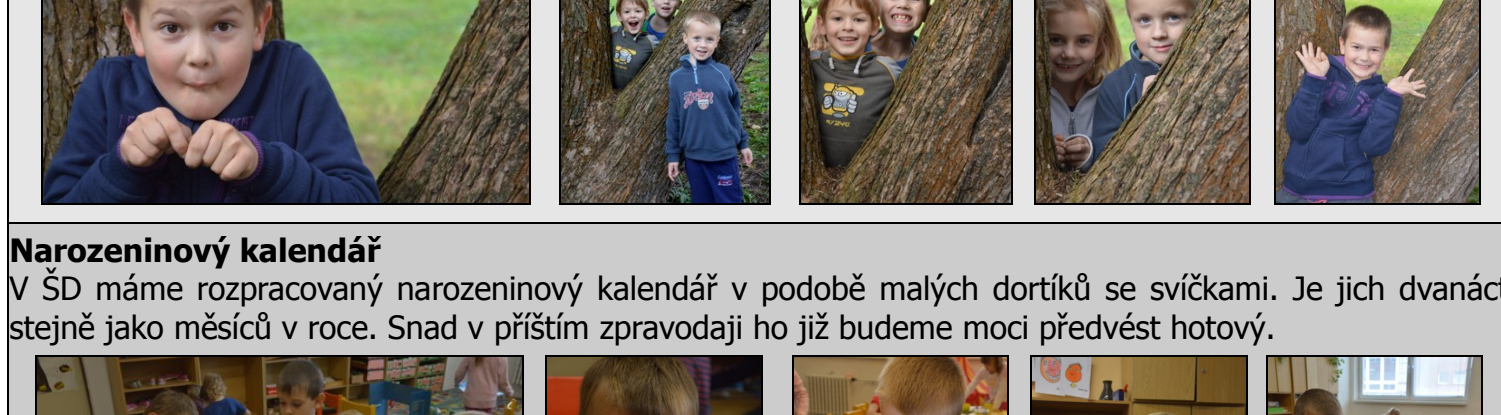 Narozeninový kalendář
V ŠD máme rozpracovaný narozeninový kalendář v podobě malých dortíků se svíčkami. Je jich dvanáct
stejně jako měsíců v roce. Snad v příštím zpravodaji ho již budeme moci předvést hotový.